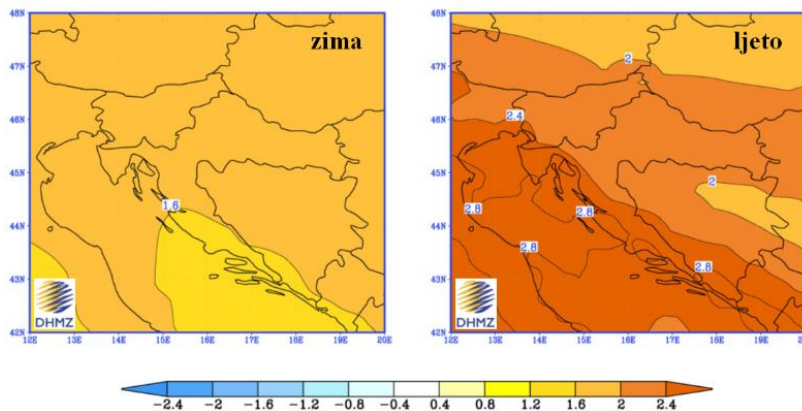 48N 47N 46N 45N 44N 43N 42N
zima
1.6
DHMZ
12E 13E 14E 15E 16E 17E 18E 19E 20E
48N 47N 46N 45N 44N 43N 42N
ljeto
2
2.4
2
2.8 2.8
2.8 2.8
DHMZ
12E 13E 14E 15E 16E 17E 18E 19E 20E
-2.4 -2 -1.6 -1.2 -0.8 -0.4 0.4 0.8 1.2 1.6 2 2.4